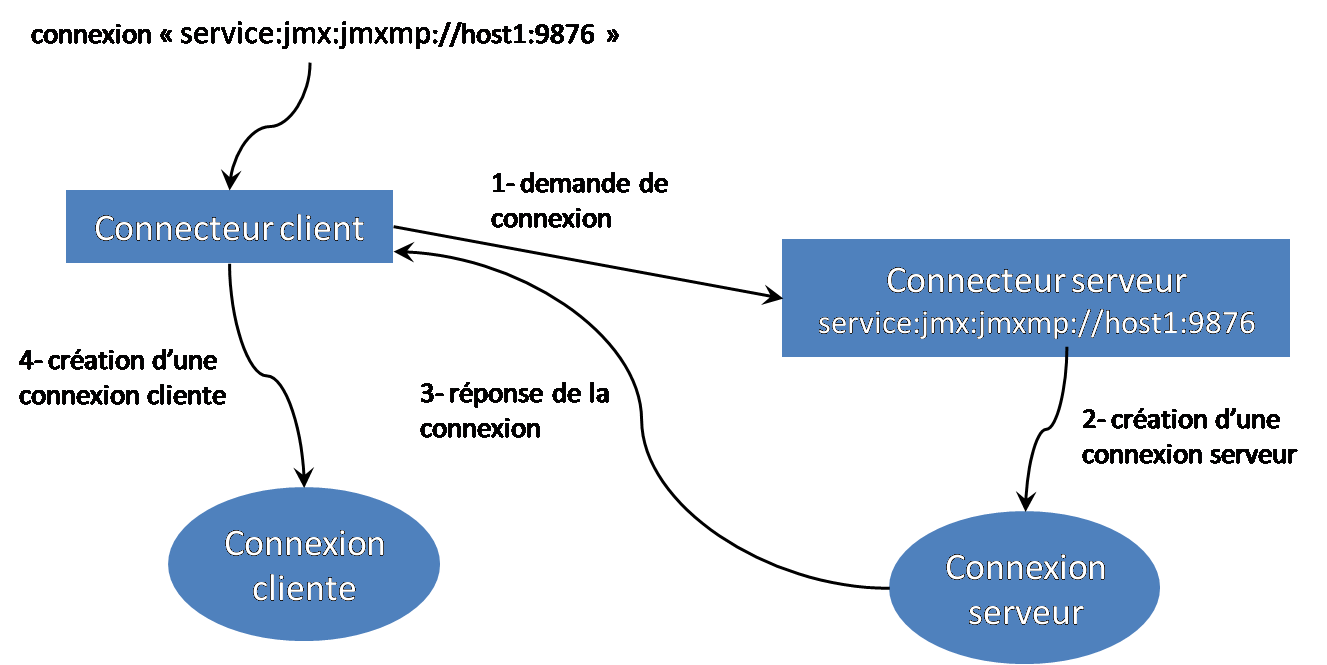 connexion « service:jmx:jmxmp://host1:9876 »
1- demande de
connexion
Connecteur client
Connecteur serveur
service:jmx:jmxmp://host1:9876
4- création d’une
connexion cliente
3- réponse de la
connexion
2- création d’une
connexion serveur
Connexion
cliente
Connexion
serveur